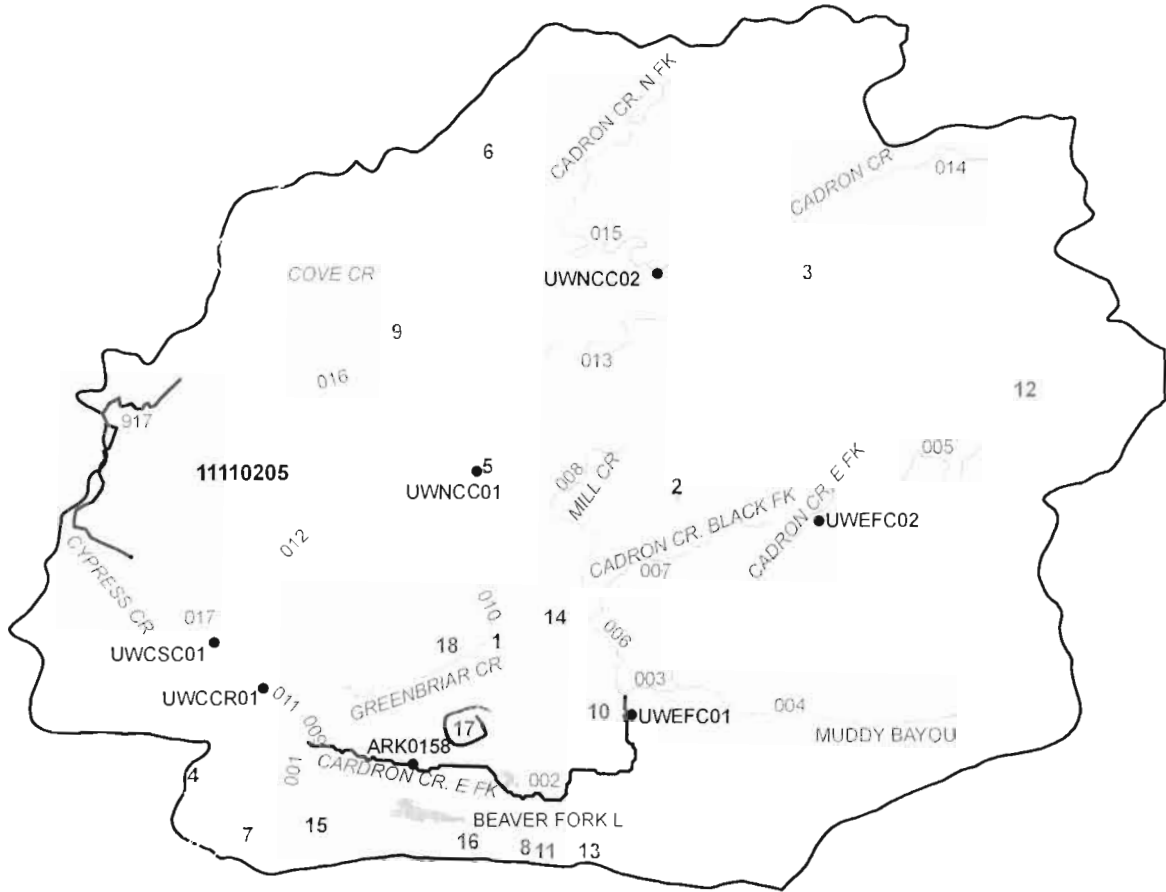 CADRON CR. N FK
6
CADRON CR
014
015
COVE CR
UWNCC02
3
9
013
016
12
917
005
11110205
5
UWNCC01
008
MILL CR
2
CADRON CR. BLACK FK
CADRON CR. E FK
UWEFC02
012
007
CYPRESS CR
010
14
017
006
UWCSC01
18
1
GREENBRIAR CR
003
UWCCR01
011
004
10
UWEFC01
009
17
MUDDY BAYOU
ARK0158
CARDRON CR. E FK
001
4
002
BEAVER FORK L
7
15
16
8
11
13